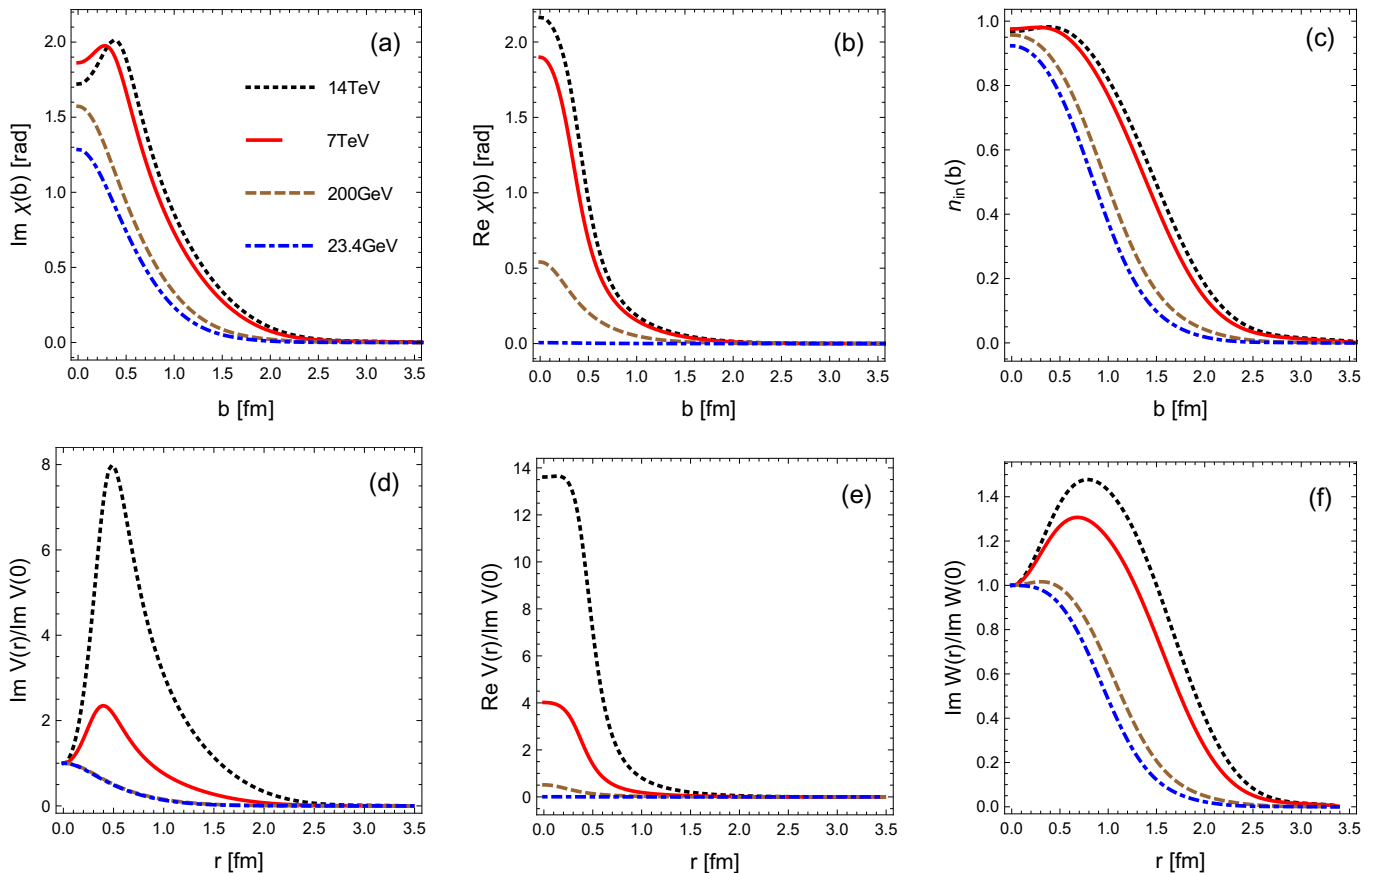 (a)
14TeV
7TeV
200GeV
23.4GeV
Im χ(b) [rad]
2.0
1.5
1.0
0.5
0.0
0.0 0.5 1.0 1.5 2.0 2.5 3.0 3.5
b [fm]
(b)
Re χ(b) [rad]
2.0
1.5
1.0
0.5
0.0
0.0 0.5 1.0 1.5 2.0 2.5 3.0 3.5
b [fm]
(c)
nin(b)
1.0
0.8
0.6
0.4
0.2
0.0
0.0 0.5 1.0 1.5 2.0 2.5 3.0 3.5
b [fm]
(d)
Im V(r)/Im V(0)
8
6
4
2
0
0.0 0.5 1.0 1.5 2.0 2.5 3.0 3.5
r [fm]
(e)
Re V(r)/Im V(0)
14
12
10
8
6
4
2
0
0.0 0.5 1.0 1.5 2.0 2.5 3.0 3.5
r [fm]
(f)
Im W(r)/Im W(0)
1.4
1.2
1.0
0.8
0.6
0.4
0.2
0.0
0.0 0.5 1.0 1.5 2.0 2.5 3.0 3.5
r [fm]